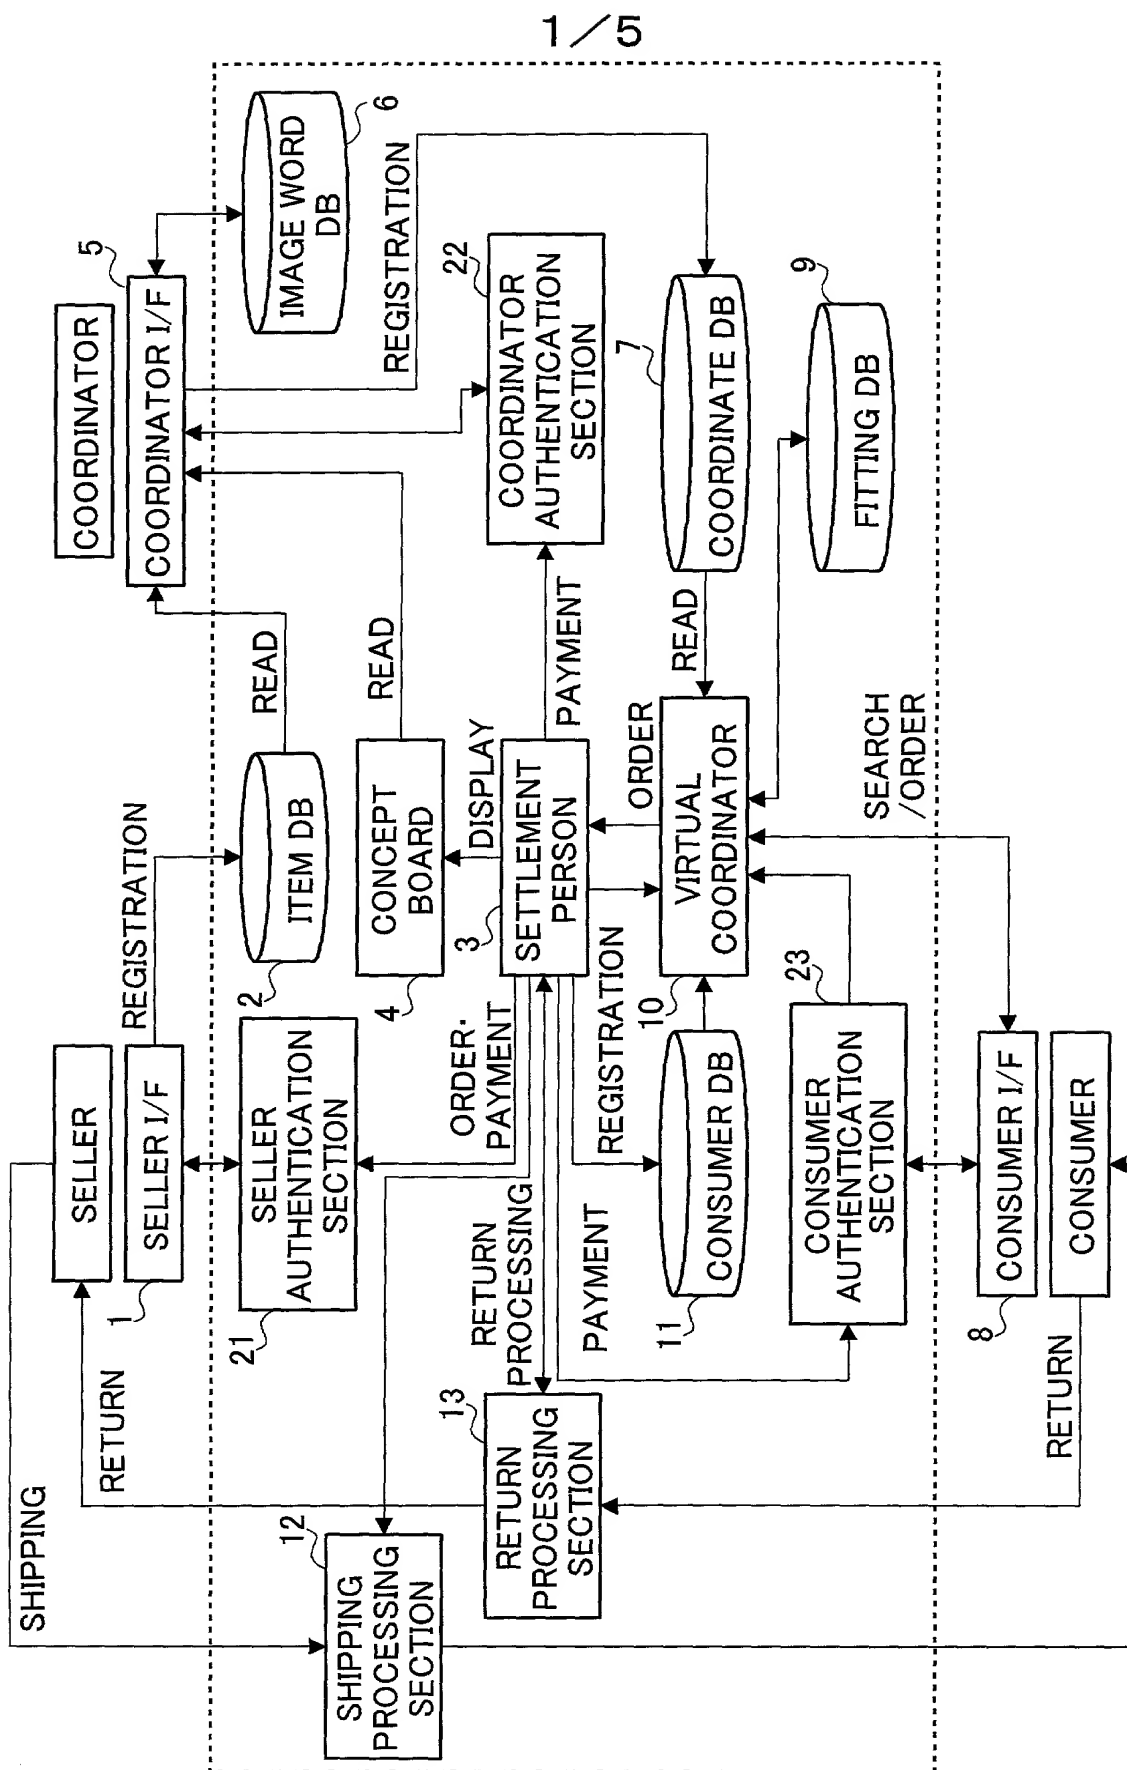 1/5
COORDINATOR
5
COORDINATOR I/F
IMAGE WORD
DB
6
REGISTRATION
22
COORDINATOR
AUTHENTICATION
SECTION
7
COORDINATE DB
9
FITTING DB
READ
READ
PAYMENT
READ
REGISTRATION
2
ITEM DB
4
CONCEPT
BOARD
DISPLAY
3
SETTLEMENT
PERSON
ORDER
10
VIRTUAL
COORDINATOR
SEARCH
/ORDER
SELLER
1
SELLER I/F
21
SELLER
AUTHENTICATION
SECTION
ORDER·
PAYMENT
REGISTRATION
11
CONSUMER DB
23
CONSUMER
AUTHENTICATION
SECTION
8
CONSUMER I/F
CONSUMER
SHIPPING
RETURN
12
SHIPPING
PROCESSING
SECTION
RETURN
PROCESSING
13
RETURN
PROCESSING
SECTION
PAYMENT
RETURN